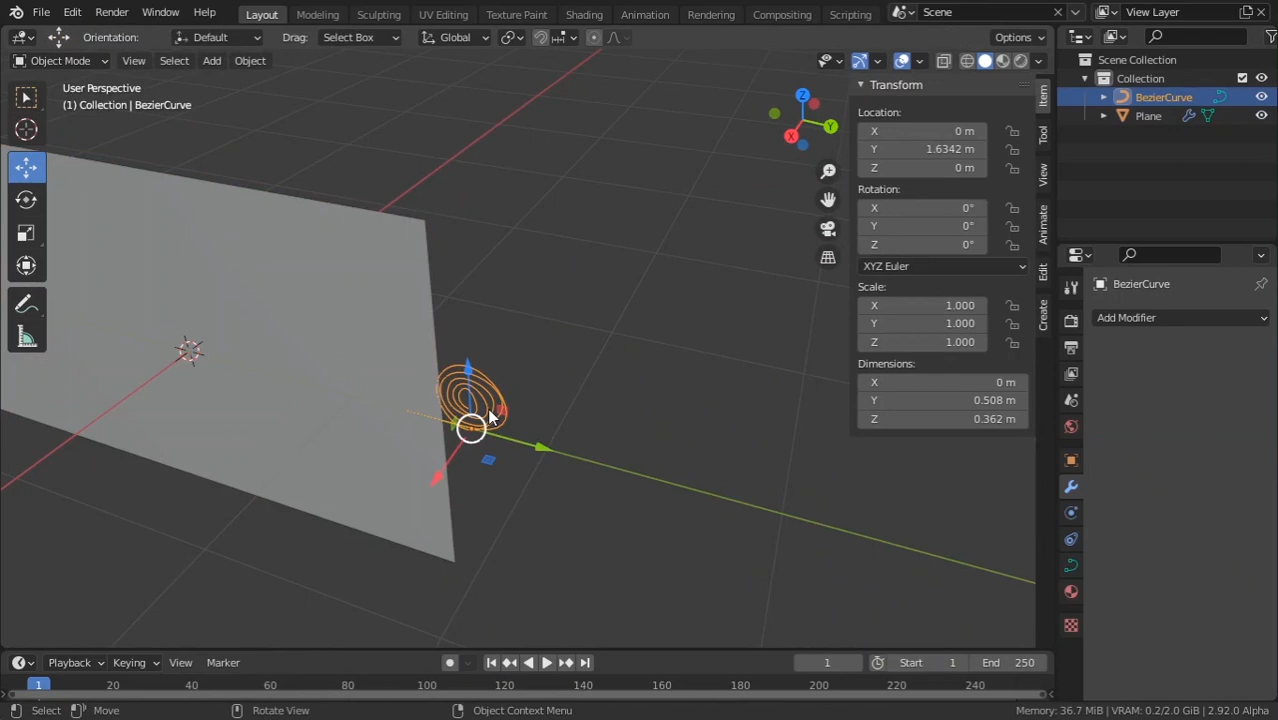 File Edit Render Window Help Layout Modeling Sculpting UV Editing Texture Paint Shading Animation Rendering Compositing Scripting Scene View Layer
Orientation: Default Drag: Select Box Global Options
Object Mode View Select Add Object
User Perspective
(1) Collection | BezierCurve
Z
Y
X
Transform
Location:
X 0 m
Y 1.6342 m
Z 0 m
Rotation:
X 0°
Y 0°
Z 0°
XYZ Euler
Scale:
X 1.000
Y 1.000
Z 1.000
Dimensions:
X 0 m
Y 0.508 m
Z 0.362 m
Item
Tool
View
Animate
Edit
Create
Scene Collection
Collection
BezierCurve
Plane
BezierCurve
Add Modifier
Playback Keying View Marker 1 Start 1 End 250
1 20 40 60 80 100 120 140 160 180 200 220 240
Select Move Rotate View Object Context Menu Memory: 36.7 MiB | VRAM: 0.2/2.0 GiB | 2.92.0 Alpha